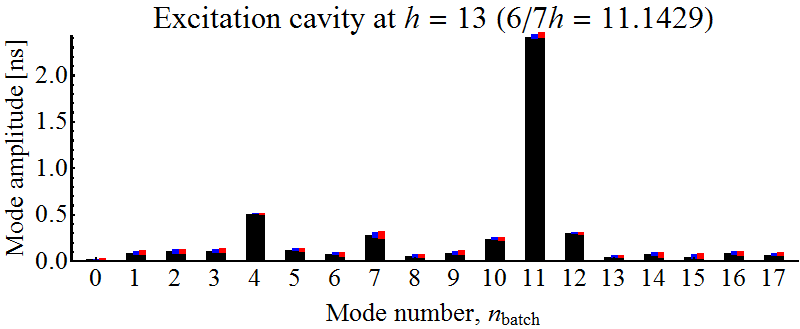 Excitation cavity at h = 13 (6/7h = 11.1429)
Mode amplitude [ns]
2.0
1.5
1.0
0.5
0.0
0 1 2 3 4 5 6 7 8 9 10 11 12 13 14 15 16 17
Mode number, n_batch